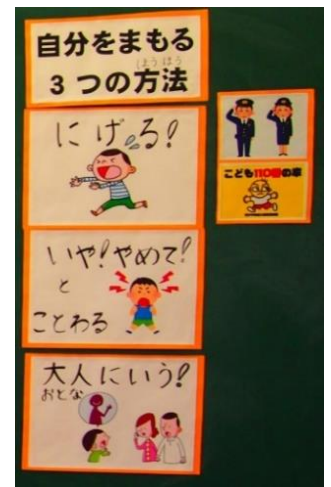 自分をまもる
3つの方法
ほうほう
にげる!
いや!やめて!
と
ことわる
大人にいう!
おとな
こども110番の家